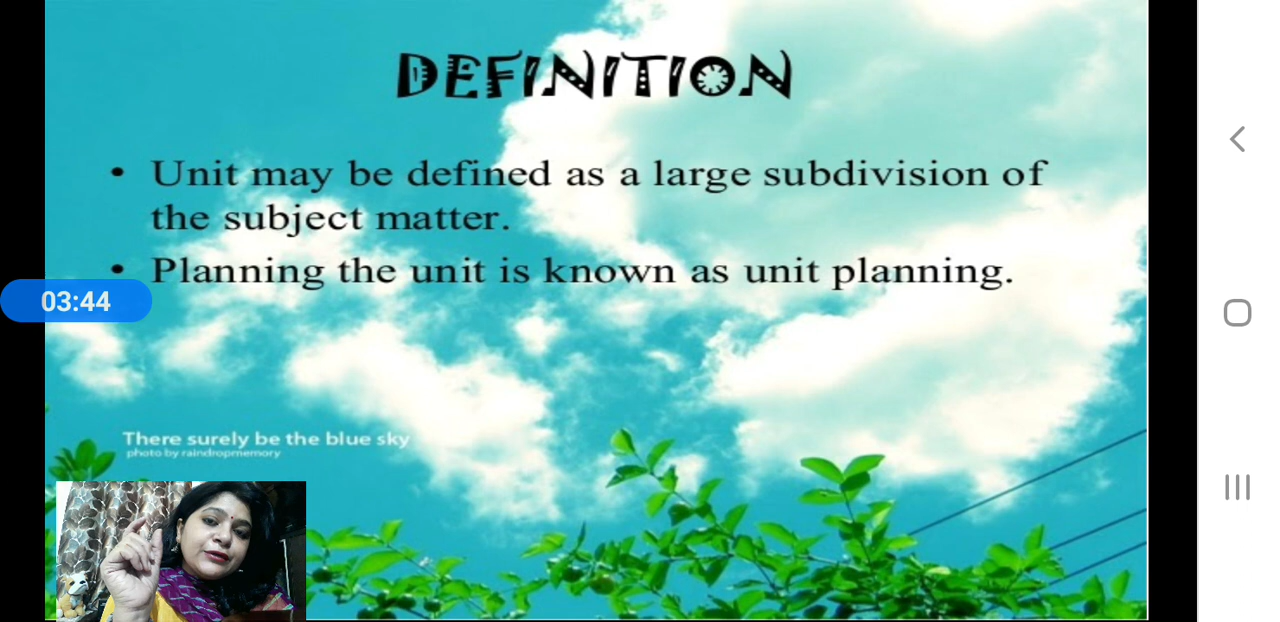 DEFINITION
• Unit may be defined as a large subdivision of
the subject matter.
• Planning the unit is known as unit planning.
03:44
There surely be the blue sky
photo by raindropmemory